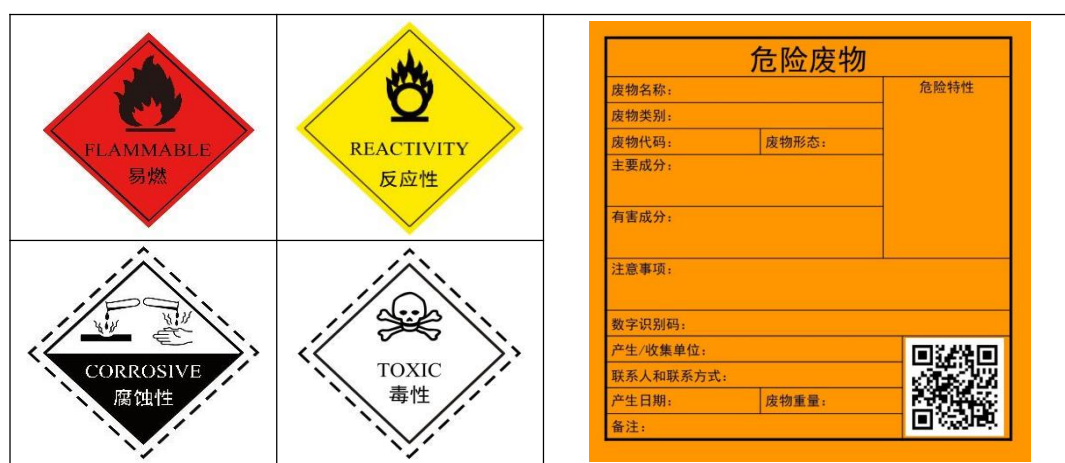 FLAMMABLE
易燃
REACTIVITY
反应性
CORROSIVE
腐蚀性
TOXIC
毒性
危险废物
废物名称：
危险特性
废物类别：
废物代码： 废物形态：
主要成分：
有害成分：
注意事项：
数字识别码：
产生/收集单位：
联系人和联系方式：
产生日期： 废物重量：
备注：